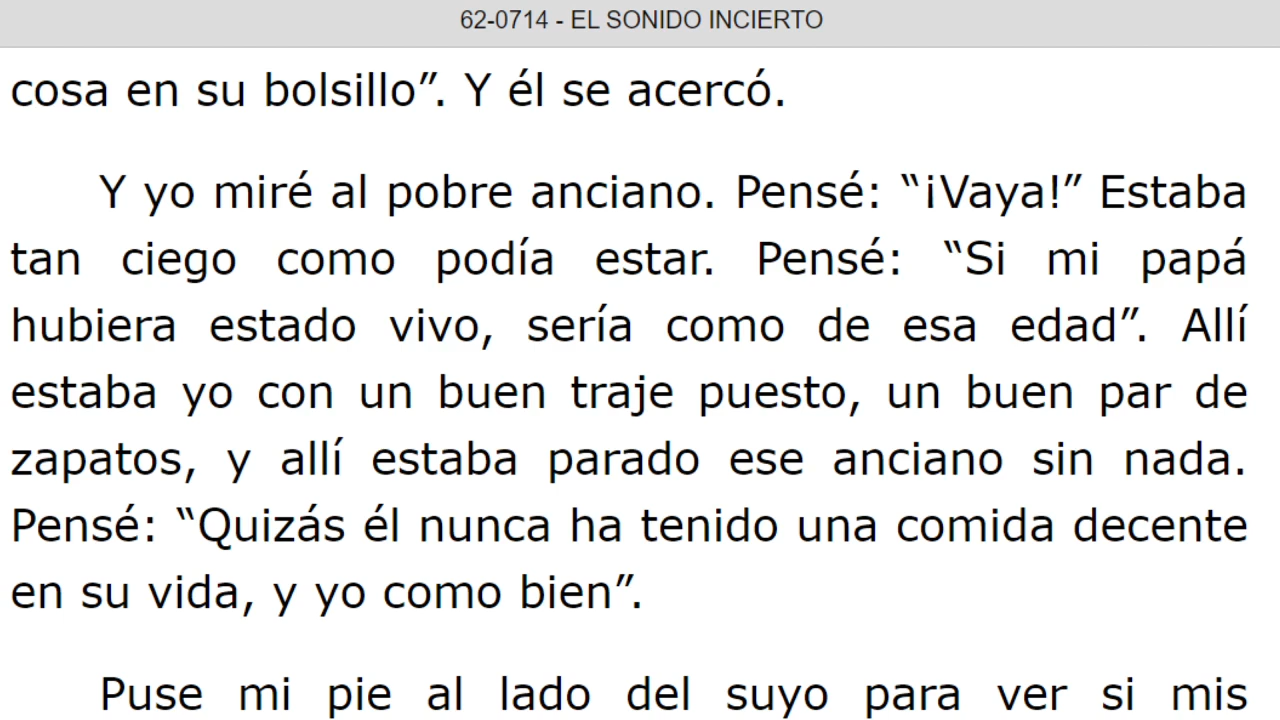 62-0714 - EL SONIDO INCIERTO
cosa en su bolsillo”. Y él se acercó.
Y yo miré al pobre anciano. Pensé: “¡Vaya!” Estaba
tan ciego como podía estar. Pensé: “Si mi papá
hubiera estado vivo, sería como de esa edad”. Allí
estaba yo con un buen traje puesto, un buen par de
zapatos, y allí estaba parado ese anciano sin nada.
Pensé: “Quizás él nunca ha tenido una comida decente
en su vida, y yo como bien”.
Puse mi pie al lado del suyo para ver si mis